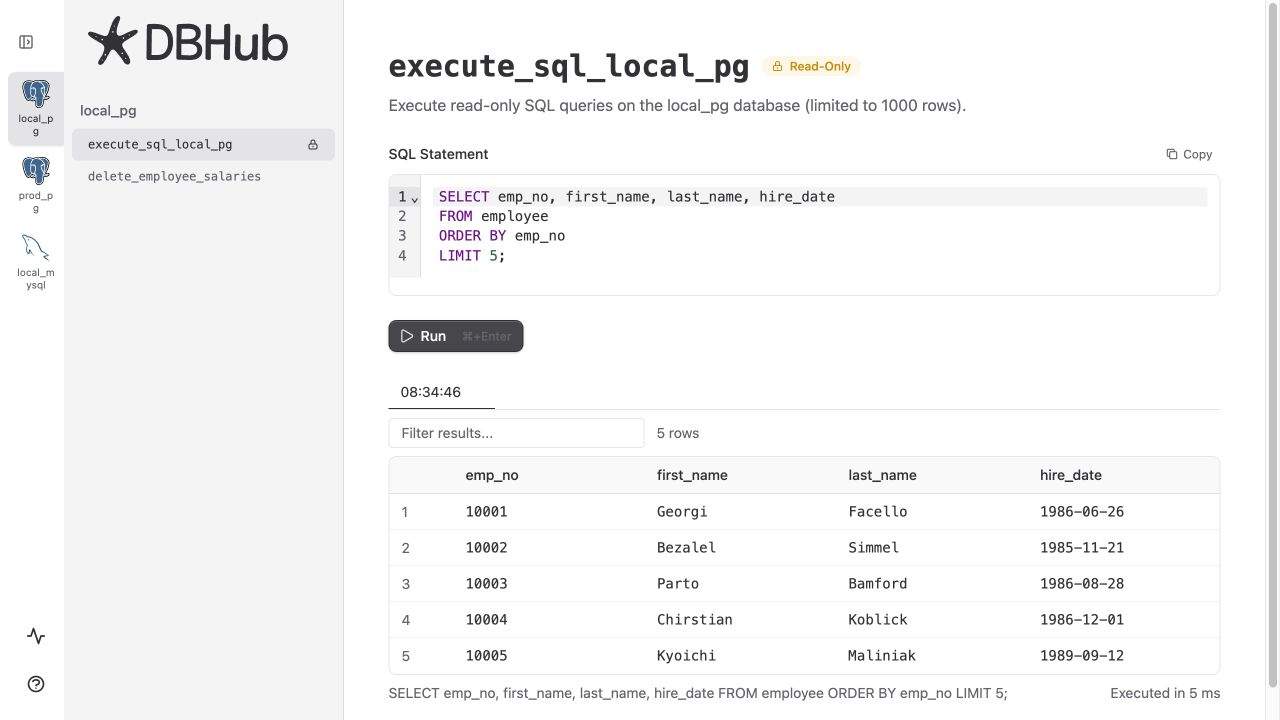 DBHub
local_p
g
prod_p
g
local_m
ysql
local_pg
execute_sql_local_pg
delete_employee_salaries
execute_sql_local_pg Read-Only
Execute read-only SQL queries on the local_pg database (limited to 1000 rows).
SQL Statement Copy
1 SELECT emp_no, first_name, last_name, hire_date
2 FROM employee
3 ORDER BY emp_no
4 LIMIT 5;
Run ⌘+Enter
08:34:46
Filter results... 5 rows
emp_no first_name last_name hire_date
1 10001 Georgi Facello 1986-06-26
2 10002 Bezalel Simmel 1985-11-21
3 10003 Parto Bamford 1986-08-28
4 10004 Chirstian Koblick 1986-12-01
5 10005 Kyoichi Maliniak 1989-09-12
SELECT emp_no, first_name, last_name, hire_date FROM employee ORDER BY emp_no LIMIT 5; Executed in 5 ms